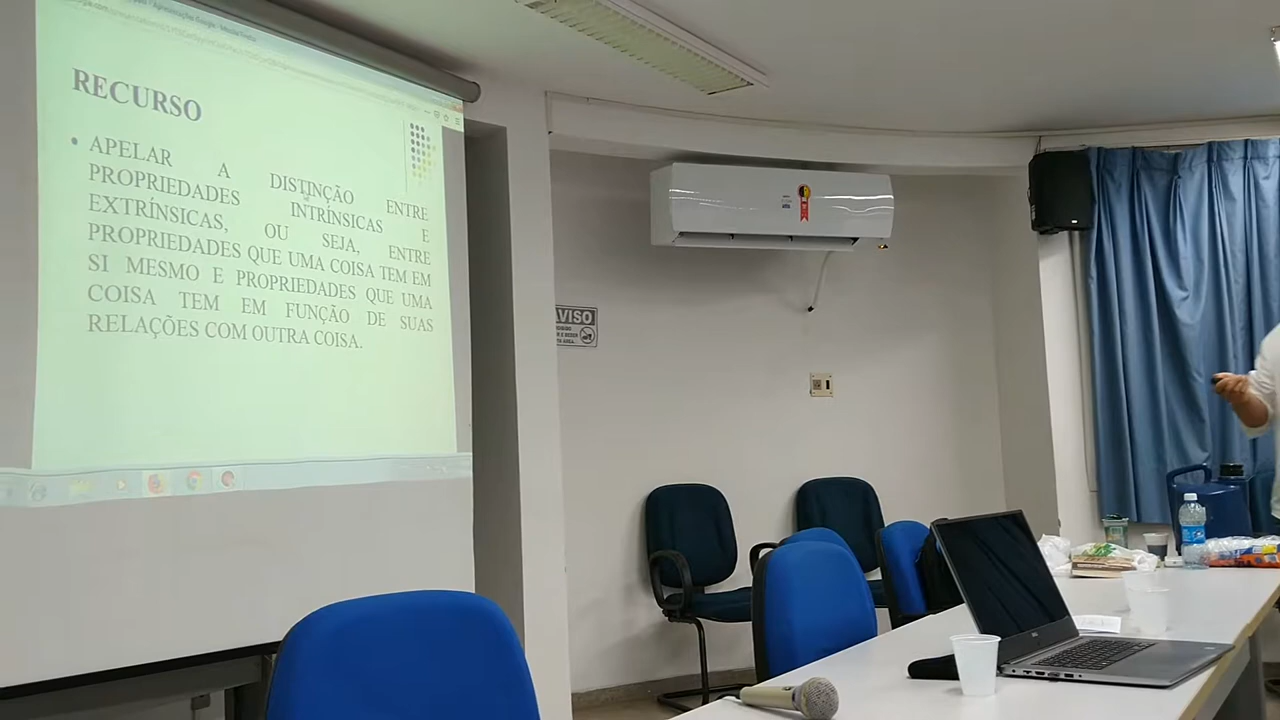 RECURSO
• APELAR A DISTINÇÃO ENTRE
PROPRIEDADES INTRÍNSICAS E
EXTRÍNSICAS, OU SEJA, ENTRE
PROPRIEDADES QUE UMA COISA TEM EM
SI MESMO E PROPRIEDADES QUE UMA
COISA TEM EM FUNÇÃO DE SUAS
RELAÇÕES COM OUTRA COISA.
AVISO